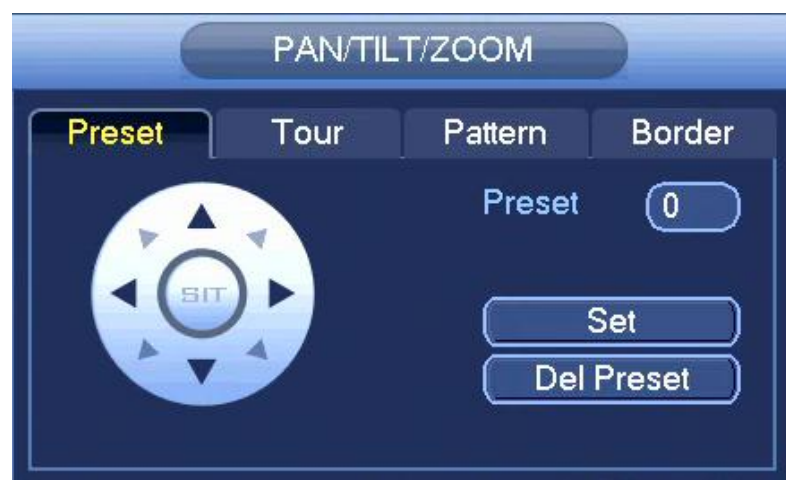 PAN/TILT/ZOOM
Preset Tour Pattern Border
Preset 0
SIT
Set
Del Preset